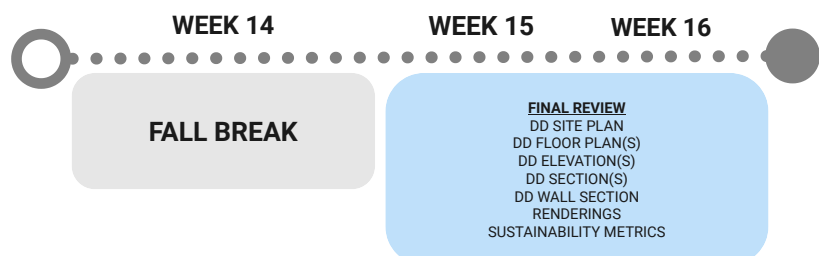 WEEK 14
WEEK 15
WEEK 16
FALL BREAK
FINAL REVIEW
DD SITE PLAN
DD FLOOR PLAN(S)
DD ELEVATION(S)
DD SECTION(S)
DD WALL SECTION
RENDERINGS
SUSTAINABILITY METRICS